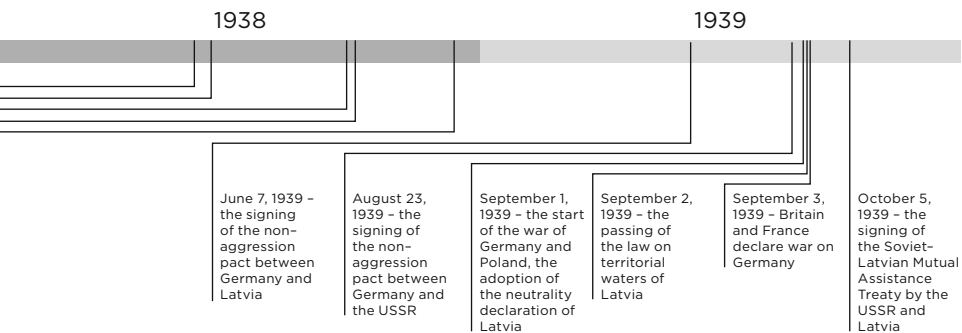 1938
1939
June 7, 1939 –
the signing
of the non–
aggression
pact between
Germany and
Latvia
August 23,
1939 – the
signing of
the non–
aggression
pact between
Germany and
the USSR
September 1,
1939 – the start
of the war of
Germany and
Poland, the
adoption of
the neutrality
declaration of
Latvia
September 2,
1939 – the
passing of
the law on
territorial
waters of
Latvia
September 3,
1939 – Britain
and France
declare war on
Germany
October 5,
1939 – the
signing of
the Soviet–
Latvian Mutual
Assistance
Treaty by the
USSR and
Latvia